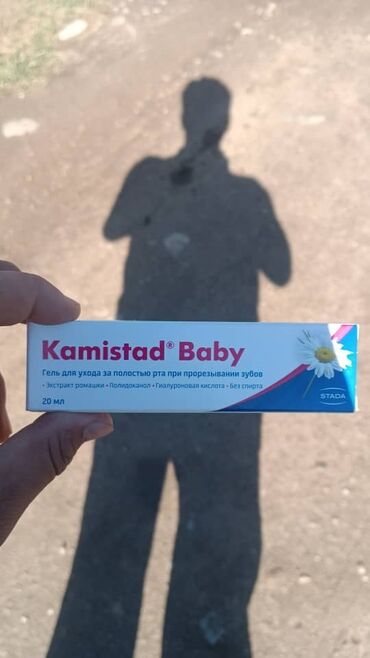 Kamistad® Baby
Гель для ухода за полостью рта при прорезывании зубов
• Экстракт ромашки • Полидоканол • Гиалуроновая кислота • Без спирта
20 мл
STADA